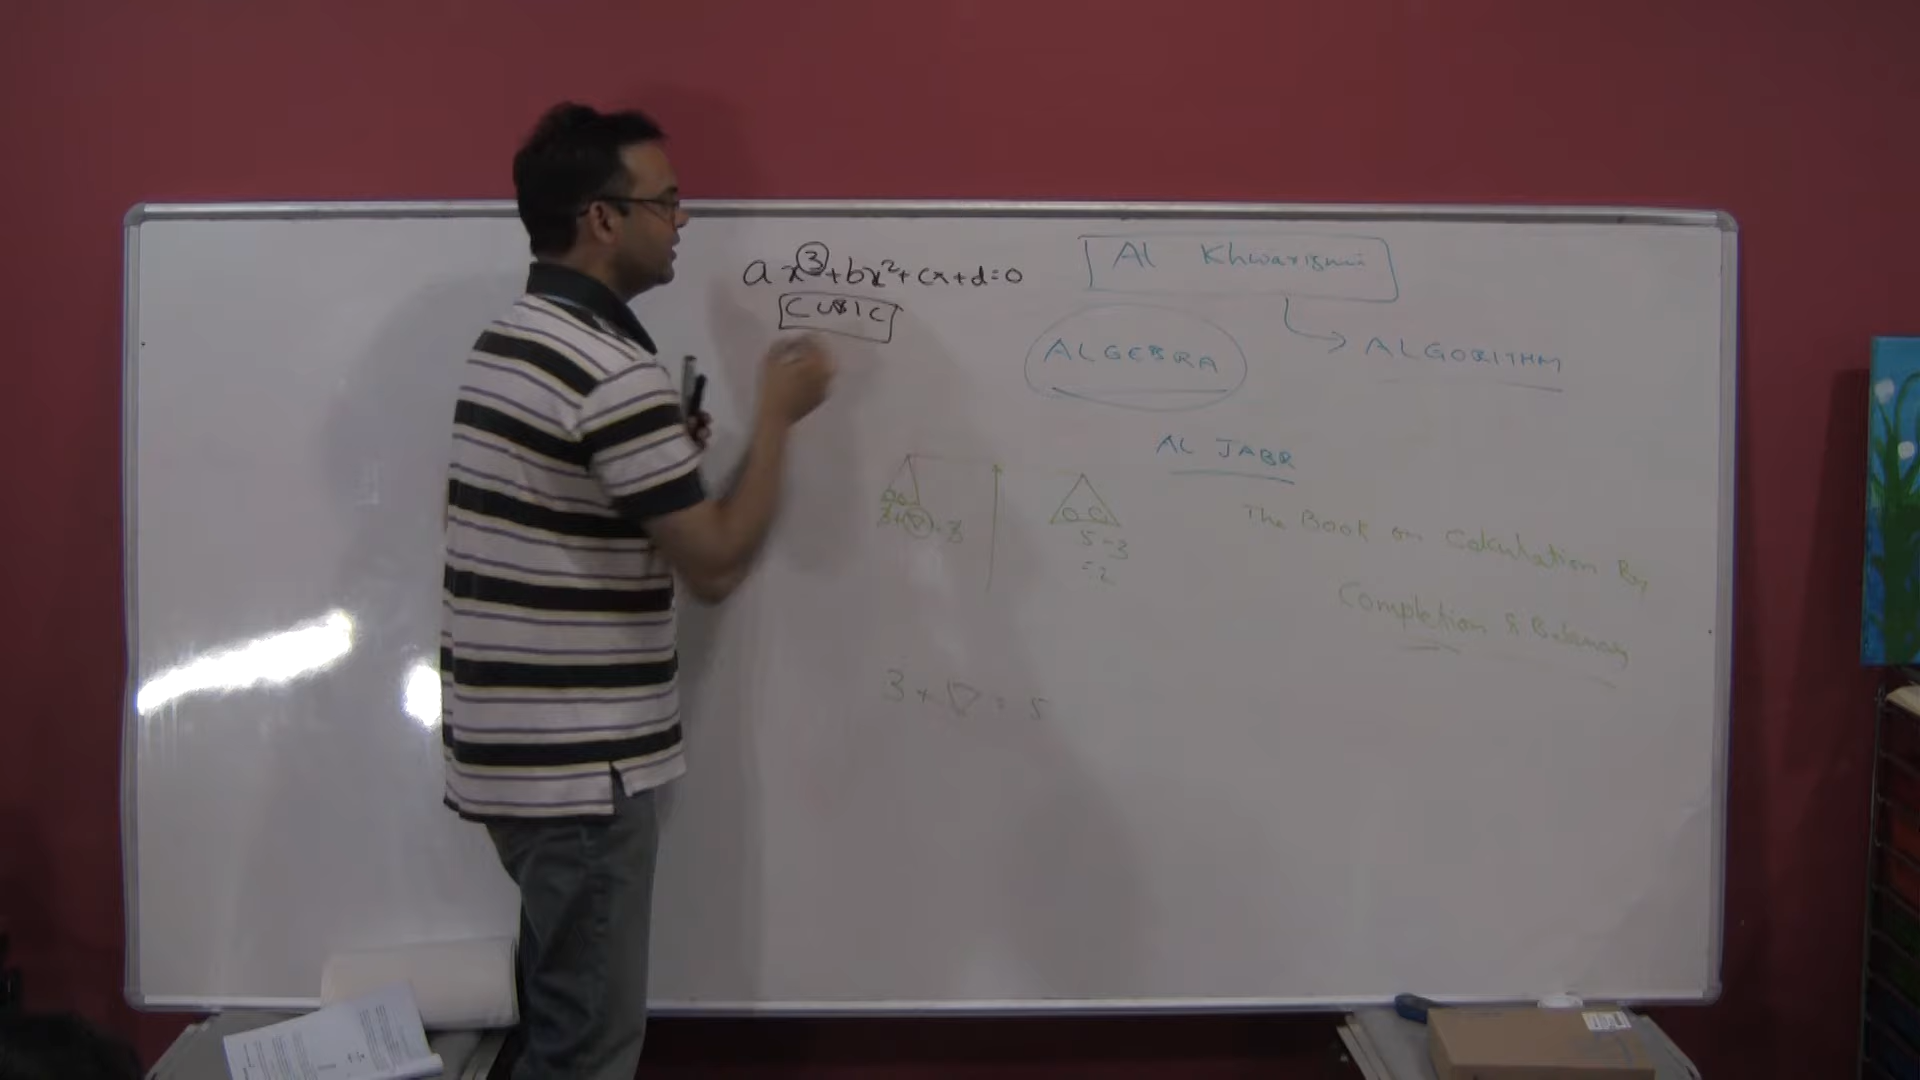 ax³+bx²+cx+d=0
CUBIC
Al Khwarizmi
ALGEBRA
ALGORITHM
AL JABR
5-3
=2
The Book on Calculation By
Completion & Balancing
3+▽=5